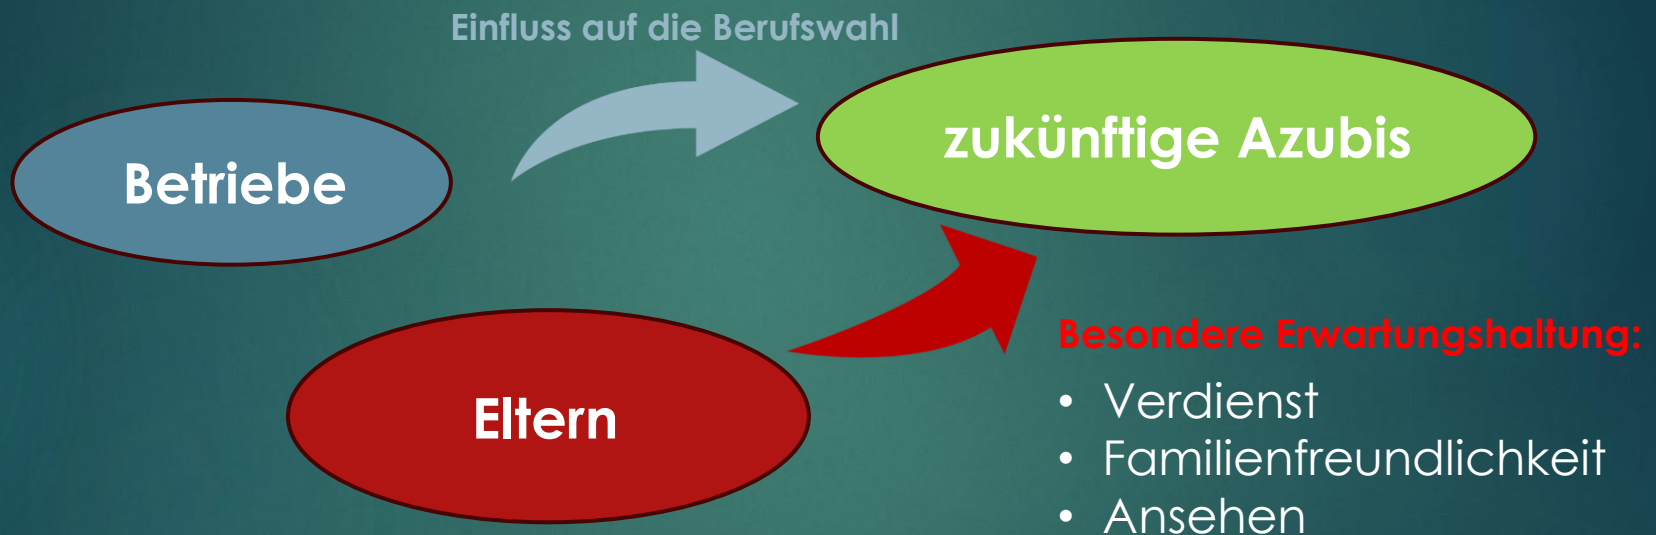 Einfluss auf die Berufswahl
Betriebe
zukünftige Azubis
Eltern
Besondere Erwartungshaltung:
• Verdienst
• Familienfreundlichkeit
• Ansehen